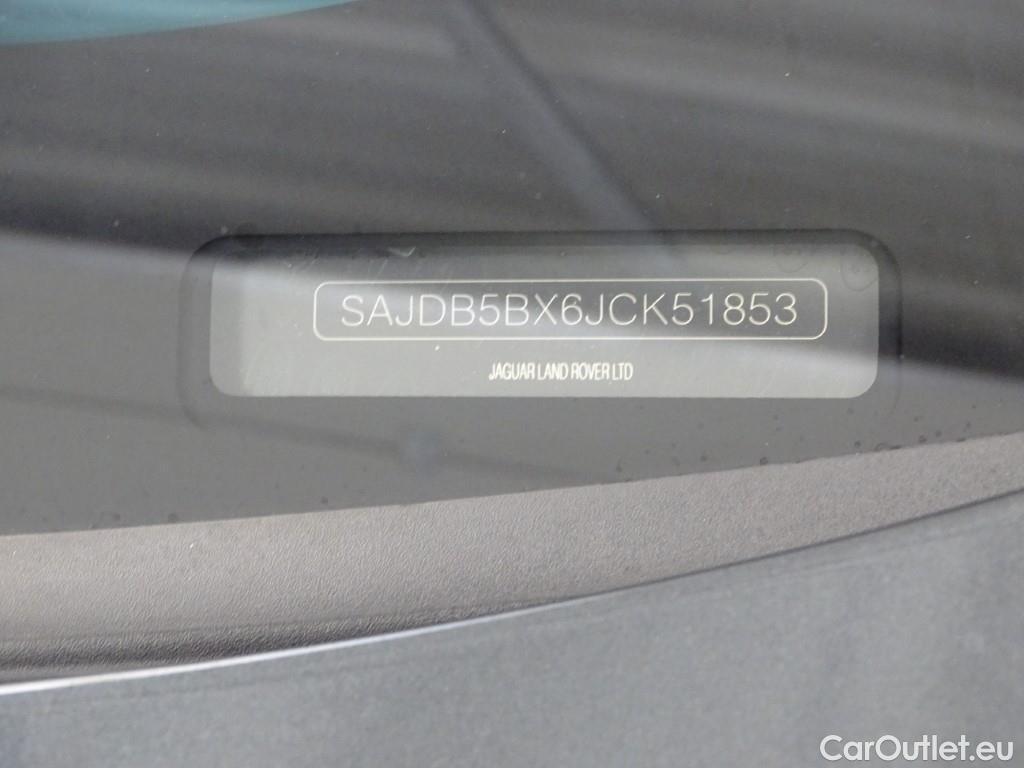 SAJDB5BX6JCK51853
JAGUAR LAND ROVER LTD
CarOutlet.eu